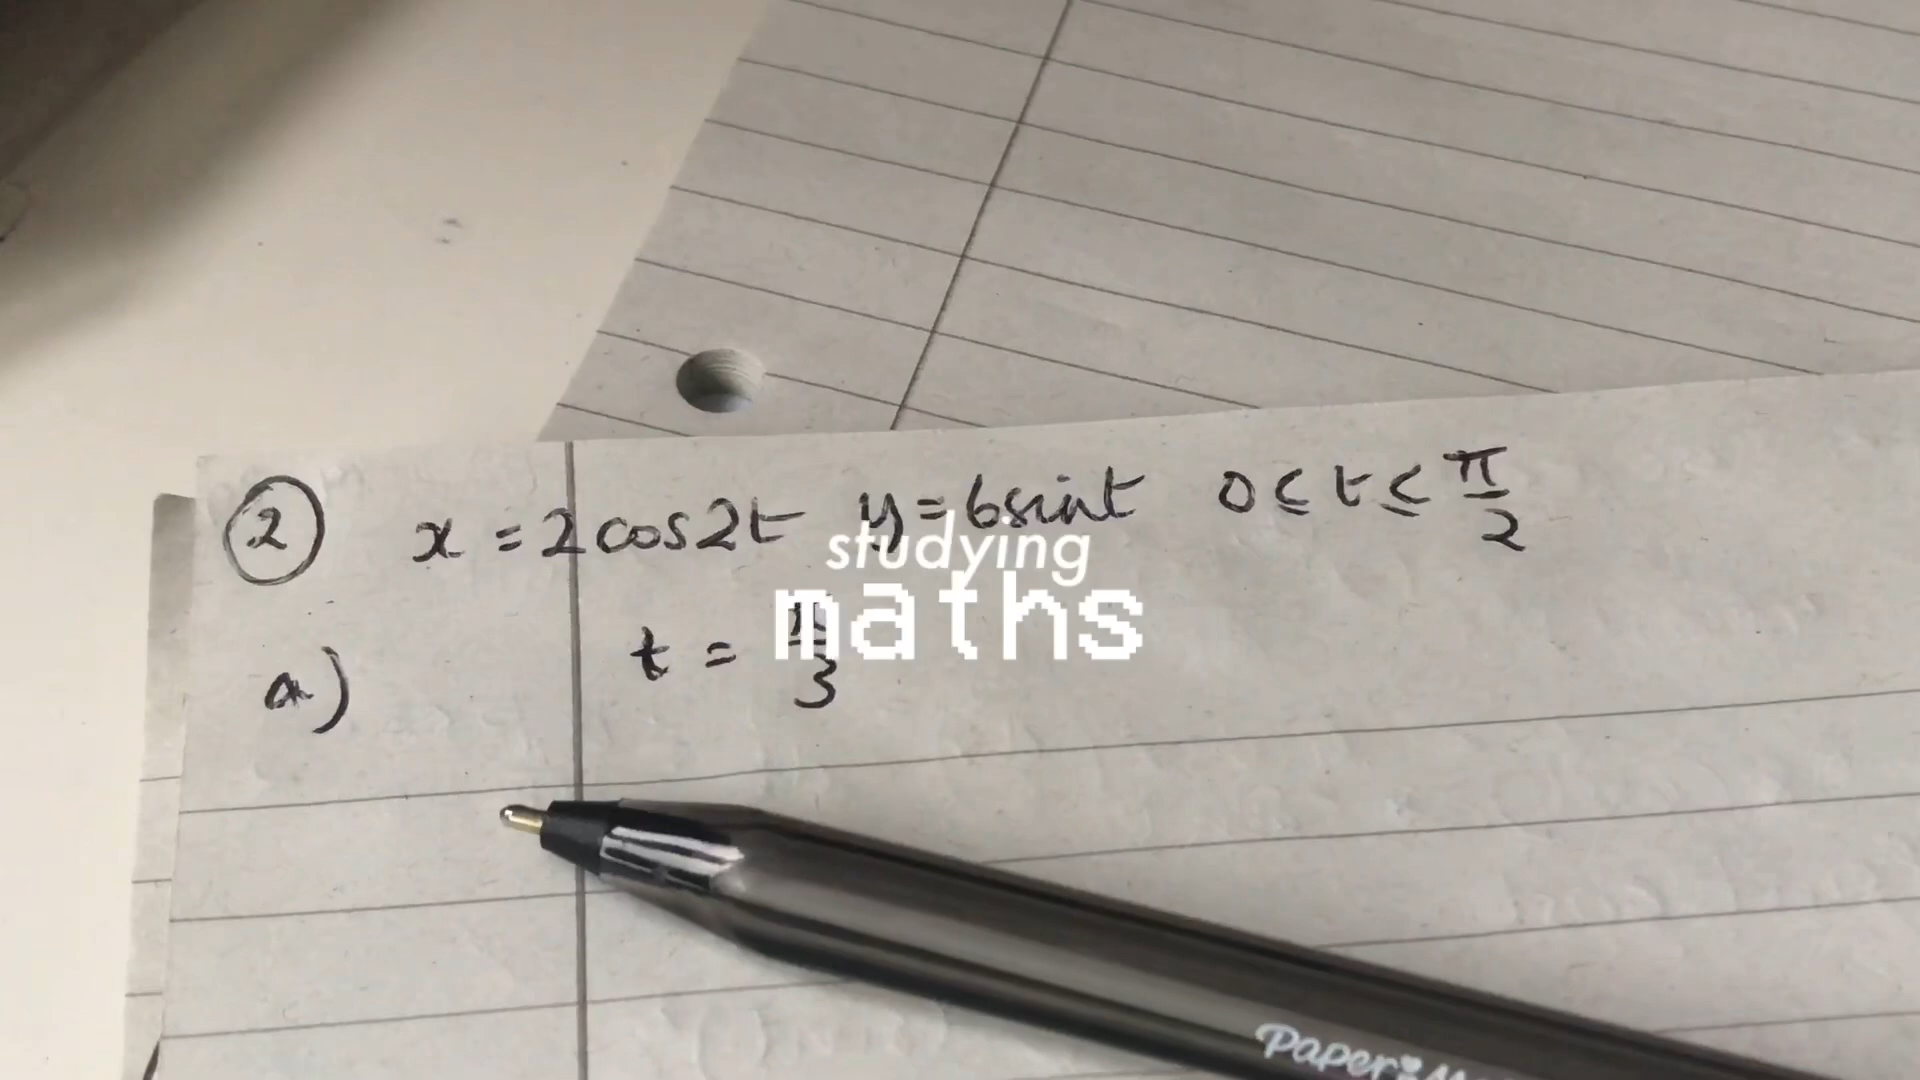 ② x = 2cos2t y = 6sint 0 ≤ t ≤ π/2
studying
maths
a) t = π/3
Paper